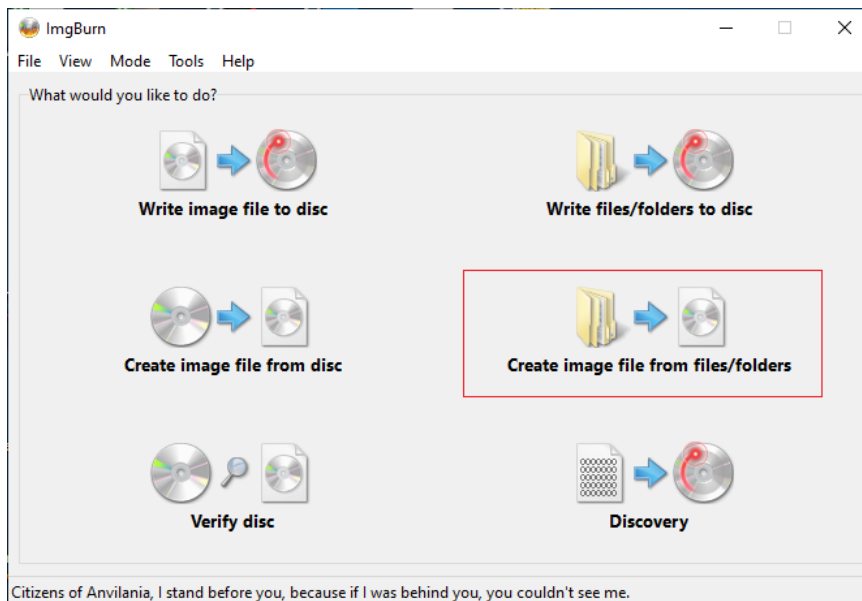 ImgBurn
File View Mode Tools Help
What would you like to do?
Write image file to disc
Write files/folders to disc
Create image file from disc
Create image file from files/folders
Verify disc
Discovery
Citizens of Anvilania, I stand before you, because if I was behind you, you couldn't see me.